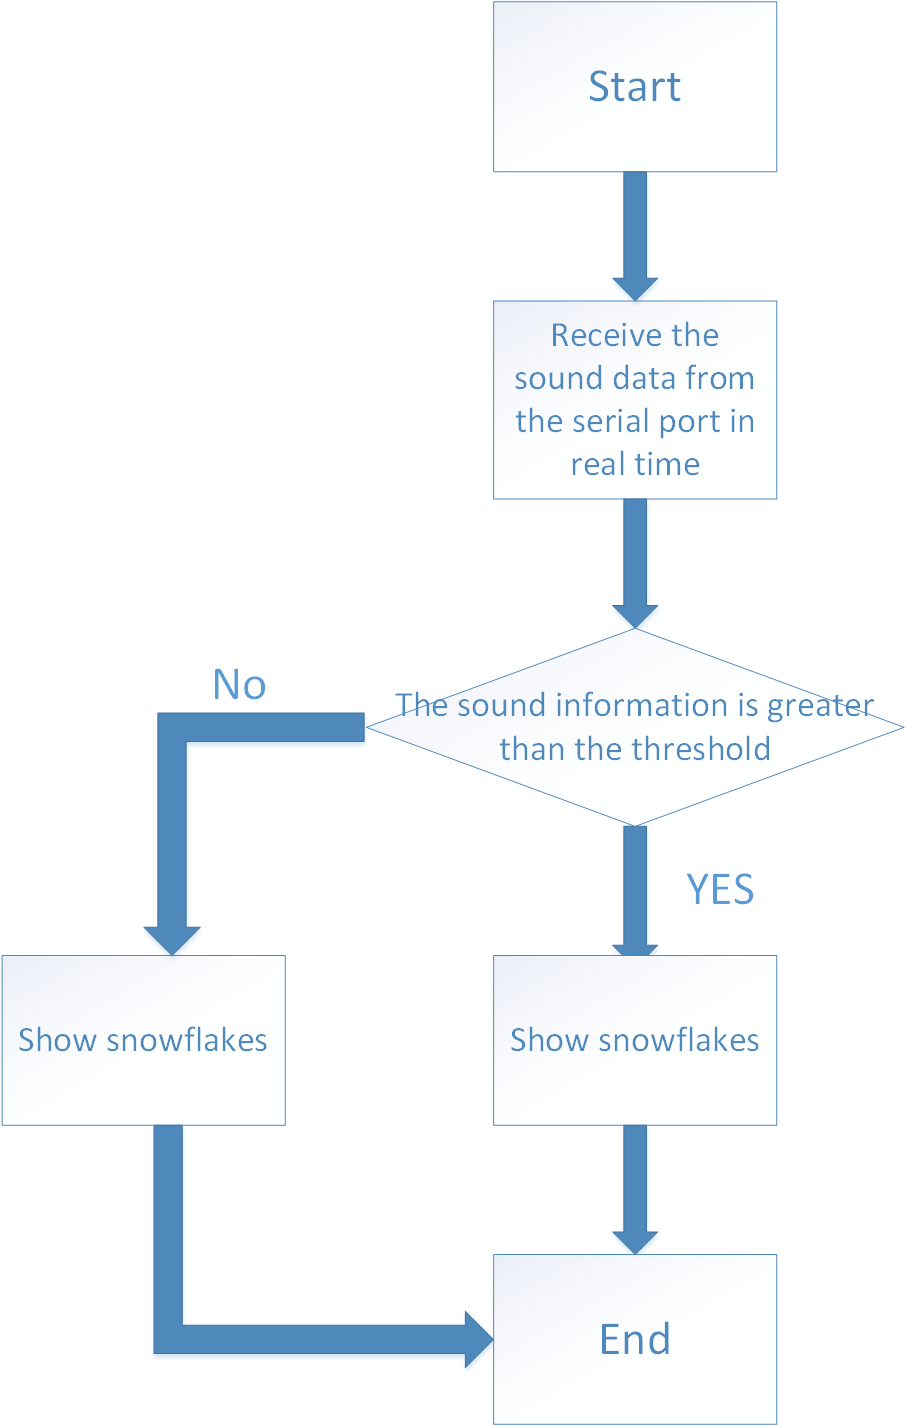 Start
Receive the
sound data from
the serial port in
real time
The sound information is greater
than the threshold
No
YES
Show snowflakes
Show snowflakes
End